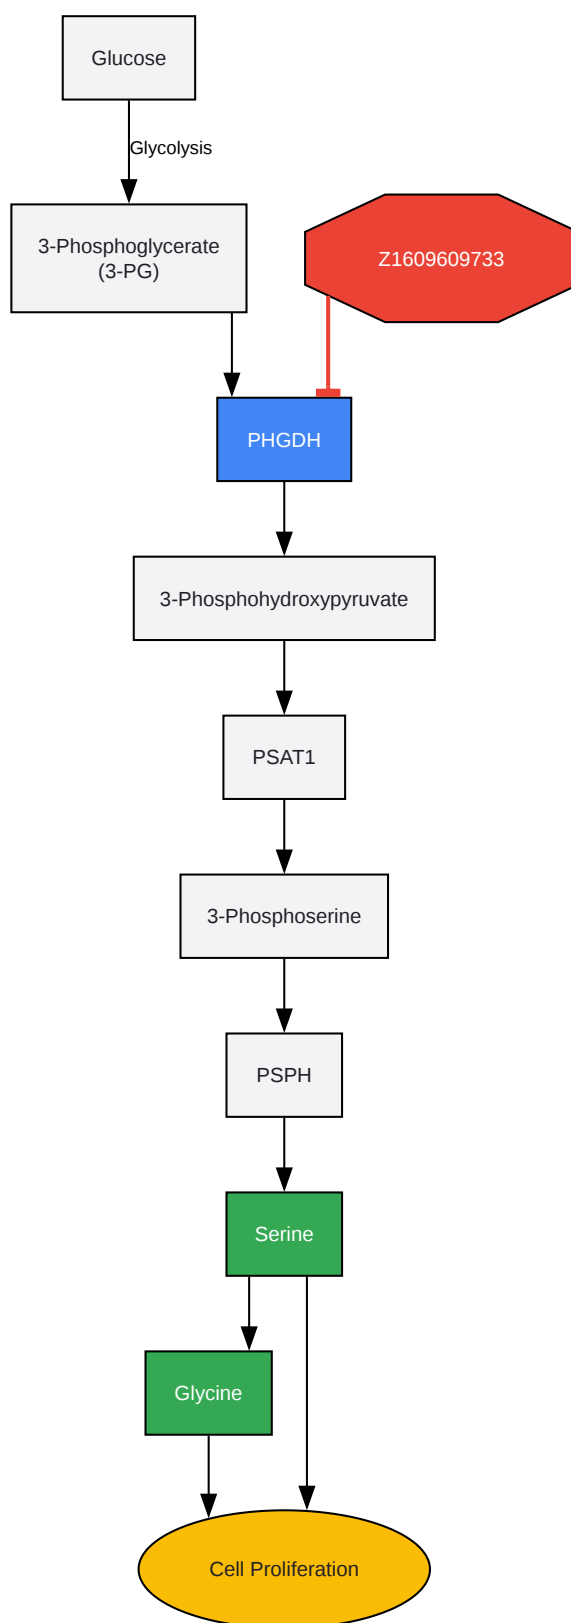 Glucose
Glycolysis
3-Phosphoglycerate
(3-PG)
Z1609609733
PHGDH
3-Phosphohydroxypyruvate
PSAT1
3-Phosphoserine
PSPH
Serine
Glycine
Cell Proliferation